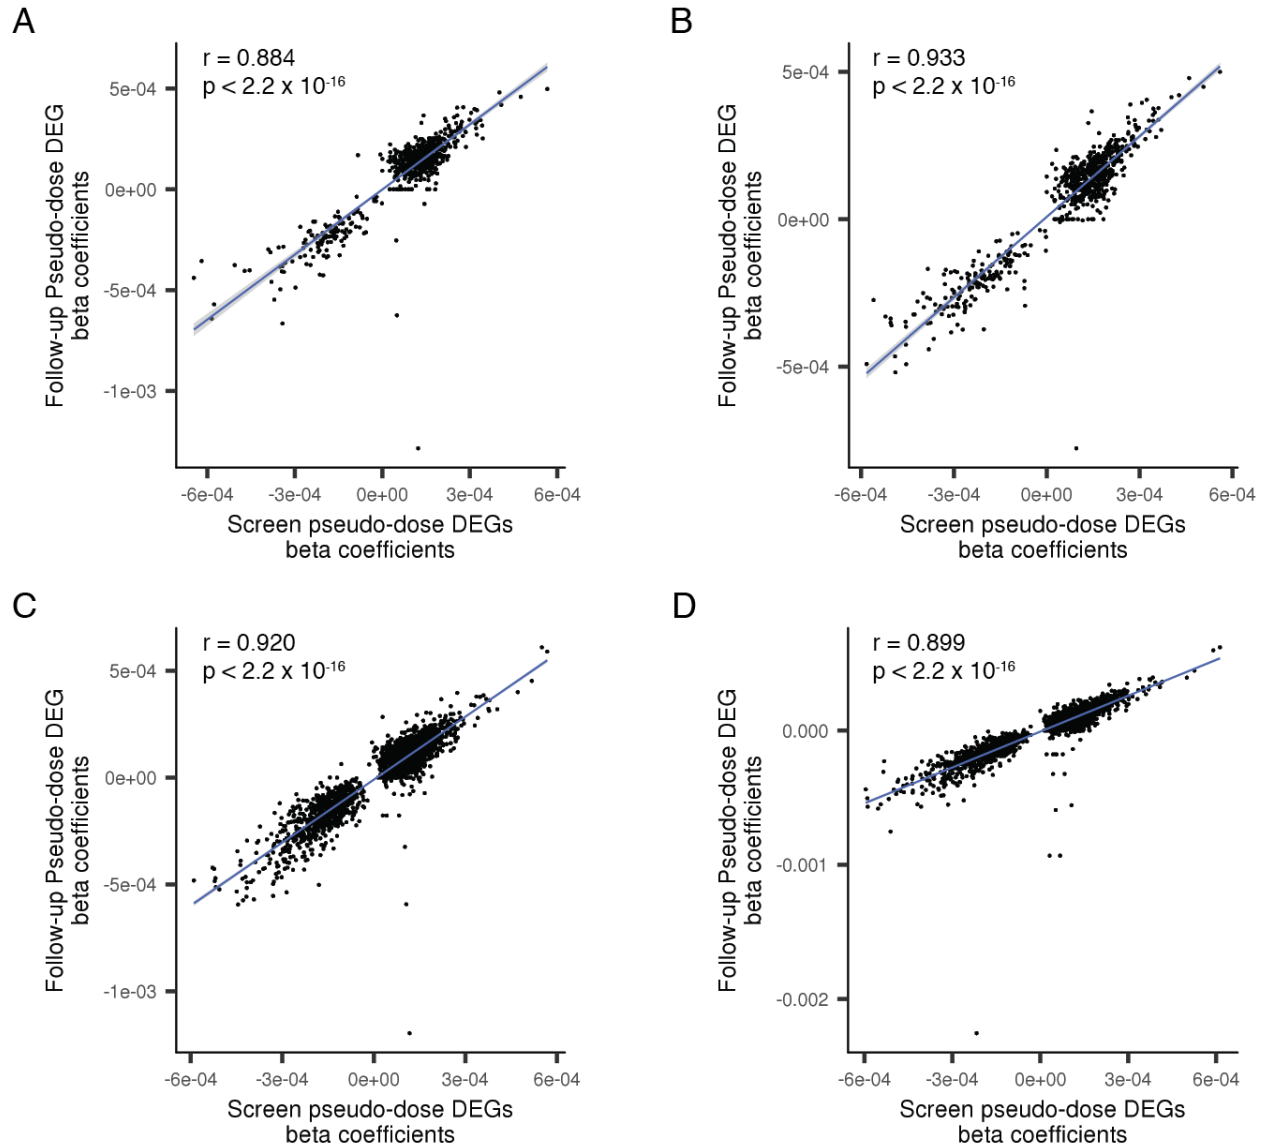 A
r = 0.884
p < 2.2 x 10-16
5e-04
0e+00
-5e-04
-1e-03
Follow-up Pseudo-dose DEG
beta coefficients
-6e-04 -3e-04 0e+00 3e-04 6e-04
Screen pseudo-dose DEGs
beta coefficients
B
r = 0.933
p < 2.2 x 10-16
5e-04
0e+00
-5e-04
Follow-up Pseudo-dose DEG
beta coefficients
-6e-04 -3e-04 0e+00 3e-04 6e-04
Screen pseudo-dose DEGs
beta coefficients
C
r = 0.920
p < 2.2 x 10-16
5e-04
0e+00
-5e-04
-1e-03
Follow-up Pseudo-dose DEG
beta coefficients
-6e-04 -3e-04 0e+00 3e-04 6e-04
Screen pseudo-dose DEGs
beta coefficients
D
r = 0.899
p < 2.2 x 10-16
0.000
-0.001
-0.002
Follow-up Pseudo-dose DEG
beta coefficients
-6e-04 -3e-04 0e+00 3e-04 6e-04
Screen pseudo-dose DEGs
beta coefficients